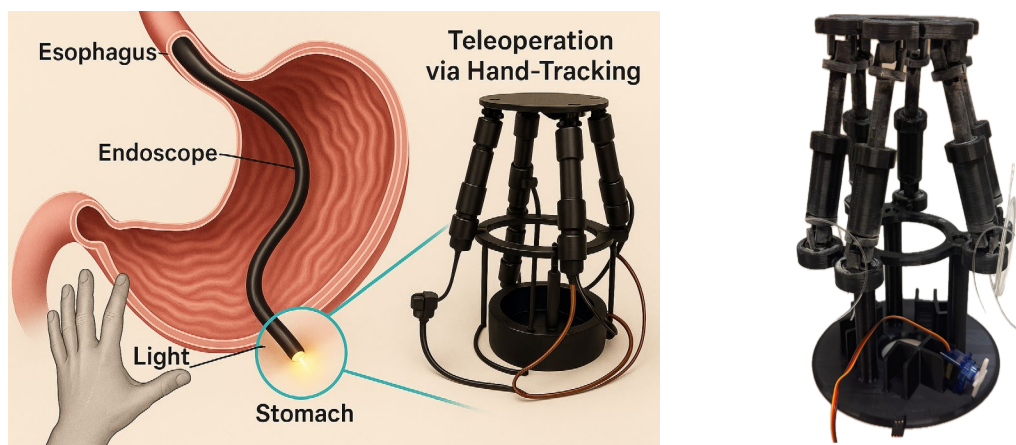 Esophagus
Endoscope
Light
Stomach
Teleoperation
via Hand-Tracking